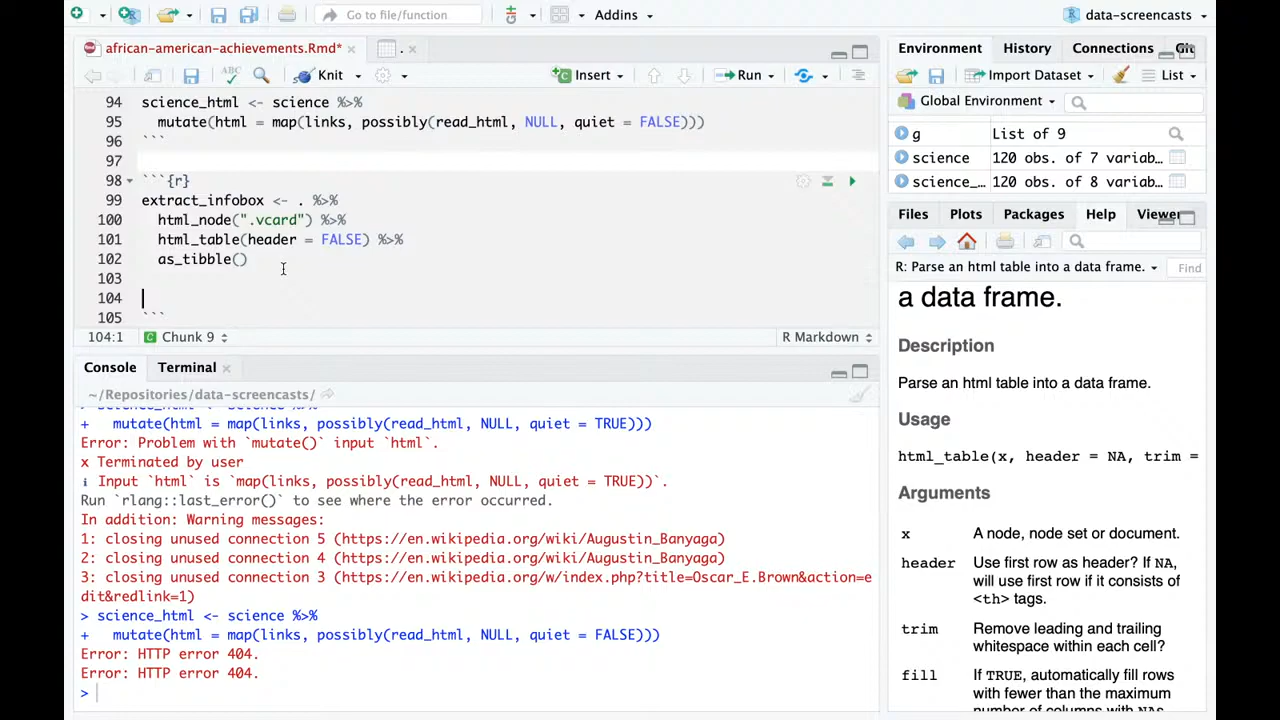 Go to file/function
Addins
data-screencasts
african-american-achievements.Rmd*
.
ABC
Knit
Insert
Run
94 science_html <- science %>%
95 mutate(html = map(links, possibly(read_html, NULL, quiet = FALSE)))
96 ```
97
98 ```{r}
99 extract_infobox <- . %>%
100 html_node(".vcard") %>%
101 html_table(header = FALSE) %>%
102 as_tibble()
103
104
105 ```
104:1 Chunk 9 R Markdown
Console Terminal
~/Repositories/data-screencasts/
+ mutate(html = map(links, possibly(read_html, NULL, quiet = TRUE)))
Error: Problem with `mutate()` input `html`.
x Terminated by user
i Input `html` is `map(links, possibly(read_html, NULL, quiet = TRUE))`.
Run `rlang::last_error()` to see where the error occurred.
In addition: Warning messages:
1: closing unused connection 5 (https://en.wikipedia.org/wiki/Augustin_Banyaga)
2: closing unused connection 4 (https://en.wikipedia.org/wiki/Augustin_Banyaga)
3: closing unused connection 3 (https://en.wikipedia.org/w/index.php?title=Oscar_E.Brown&action=e
dit&redlink=1)
> science_html <- science %>%
+ mutate(html = map(links, possibly(read_html, NULL, quiet = FALSE)))
Error: HTTP error 404.
Error: HTTP error 404.
>
Environment History Connections Git
Import Dataset List
Global Environment
g List of 9
science 120 obs. of 7 variab…
science_… 120 obs. of 8 variab…
Files Plots Packages Help Viewer
R: Parse an html table into a data frame. Find
a data frame.
Description
Parse an html table into a data frame.
Usage
html_table(x, header = NA, trim =
Arguments
x A node, node set or document.
header Use first row as header? If NA,
will use first row if it consists of
<th> tags.
trim Remove leading and trailing
whitespace within each cell?
fill If TRUE, automatically fill rows
with fewer than the maximum
number of columns with NAs.